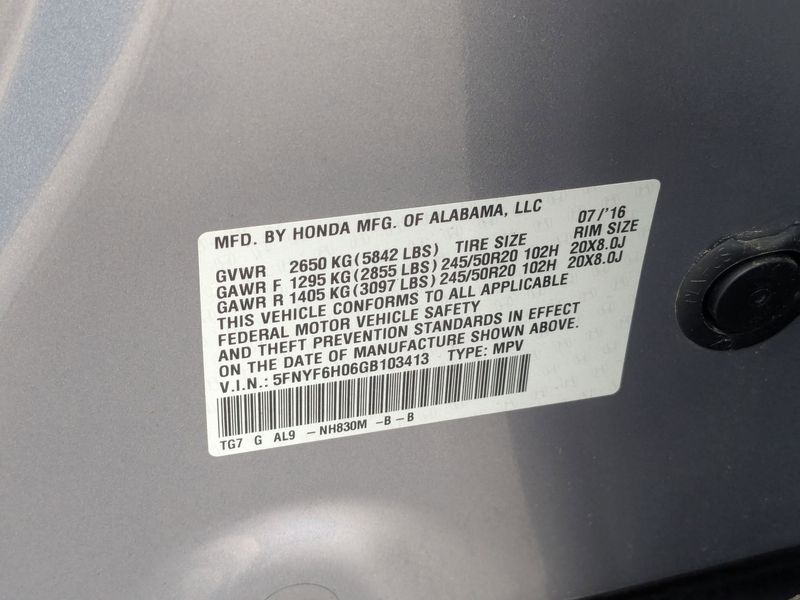 MFD. BY HONDA MFG. OF ALABAMA, LLC 07/'16
GVWR 2650 KG (5842 LBS) TIRE SIZE RIM SIZE
GAWR F 1295 KG (2855 LBS) 245/50R20 102H 20X8.0J
GAWR R 1405 KG (3097 LBS) 245/50R20 102H 20X8.0J
THIS VEHICLE CONFORMS TO ALL APPLICABLE
FEDERAL MOTOR VEHICLE SAFETY
AND THEFT PREVENTION STANDARDS IN EFFECT
ON THE DATE OF MANUFACTURE SHOWN ABOVE.
V.I.N.: 5FNYF6H06GB103413 TYPE: MPV
TG7 G AL9 -NH830M -B -B